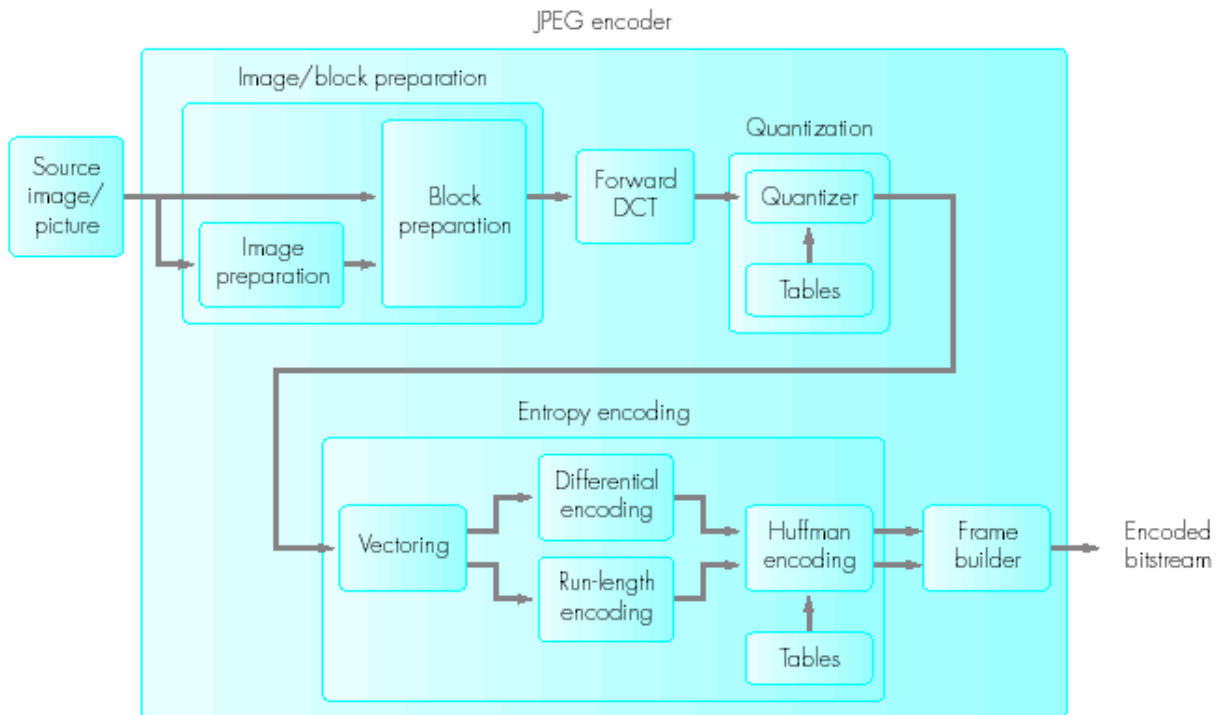 JPEG encoder
Image/block preparation
Source
image/
picture
Image
preparation
Block
preparation
Forward
DCT
Quantization
Quantizer
Tables
Entropy encoding
Vectoring
Differential
encoding
Run-length
encoding
Huffman
encoding
Tables
Frame
builder
Encoded
bitstream